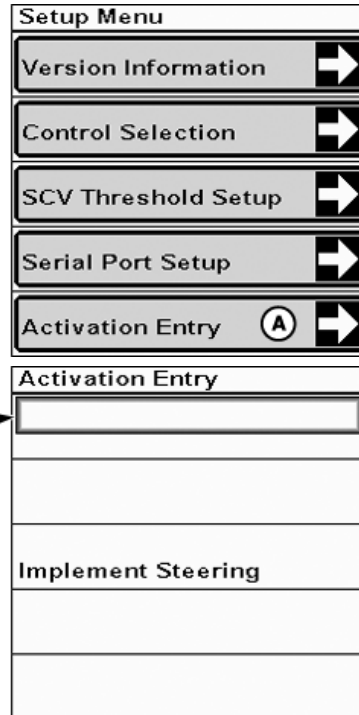 Setup Menu
Version Information
Control Selection
SCV Threshold Setup
Serial Port Setup
Activation Entry A
Activation Entry
Implement Steering